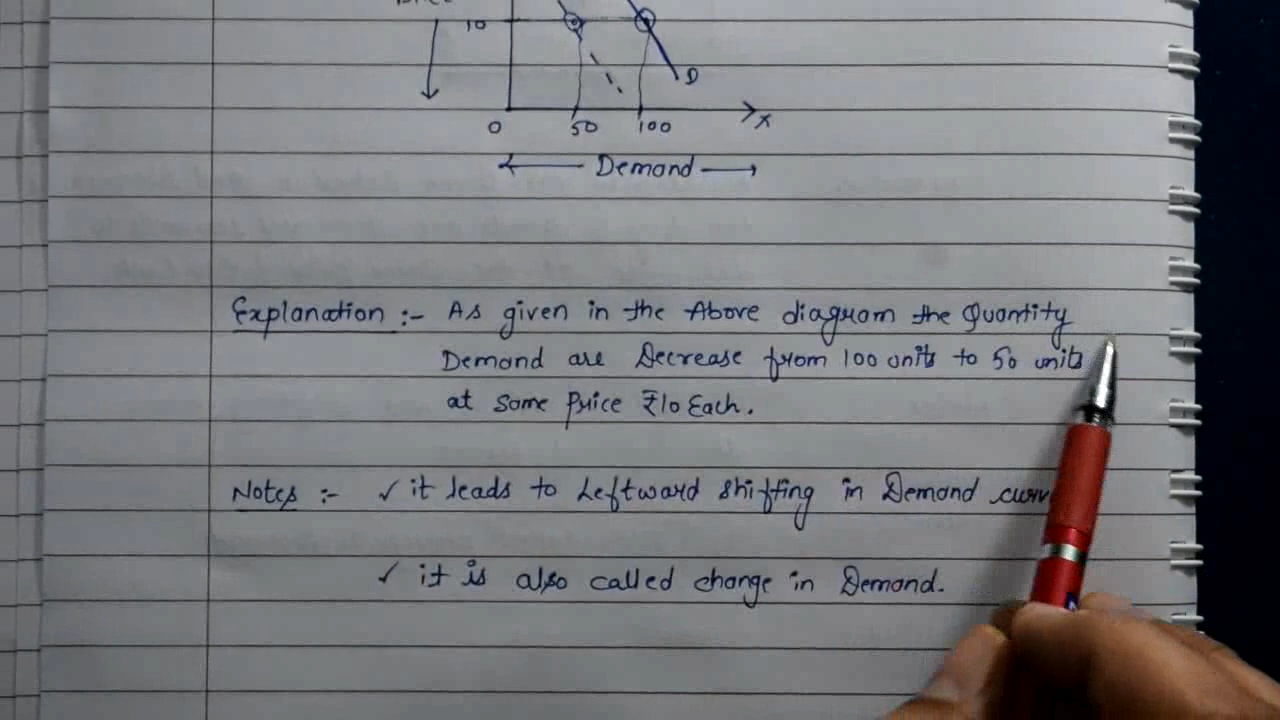 10
D
0 50 100 X
Demand
Explanation :- As given in the Above diagram the Quantity
Demand are Decrease from 100 units to 50 units
at same Price ₹10 Each.
Notes :- ✓ it leads to Leftward shifting in Demand
✓ it is also called change in Demand.